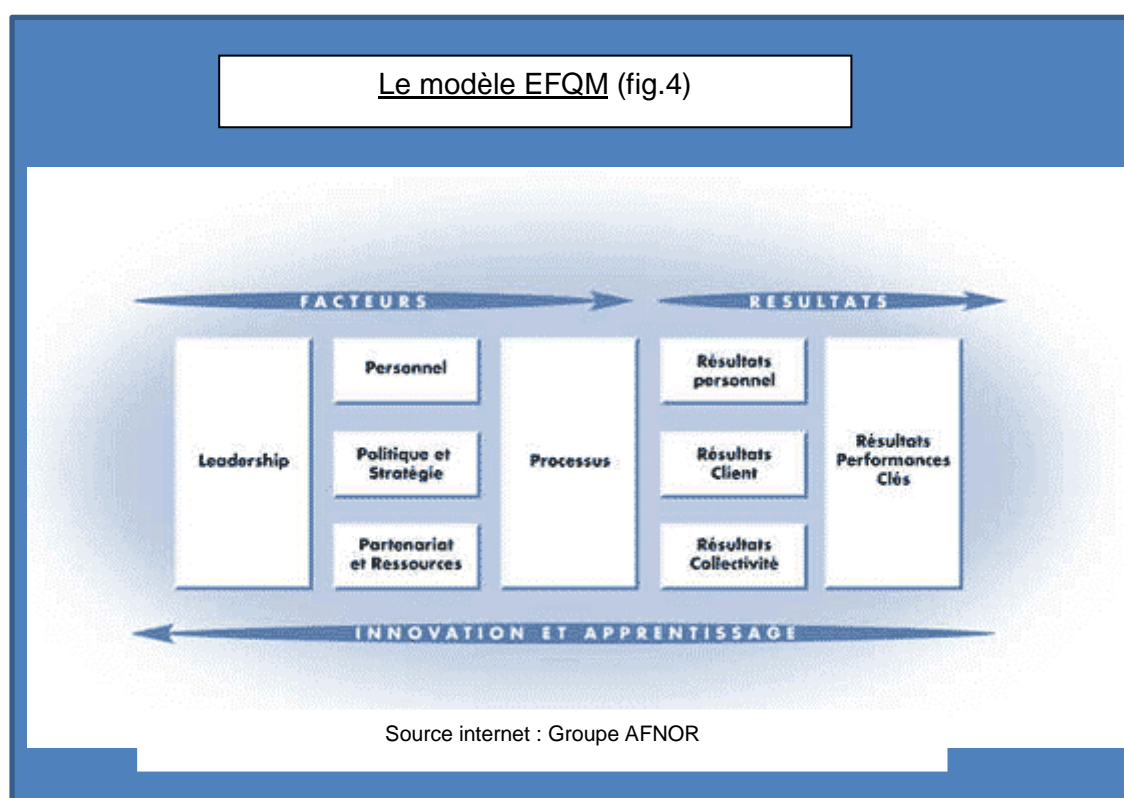 Le modèle EFQM (fig.4)
FACTEURS
RESULTATS
Leadership
Personnel
Politique et
Stratégie
Partenariat
et Ressources
Processus
Résultats
personnel
Résultats
Client
Résultats
Collectivité
Résultats
Performances
Clés
INNOVATION ET APPRENTISSAGE
Source internet : Groupe AFNOR